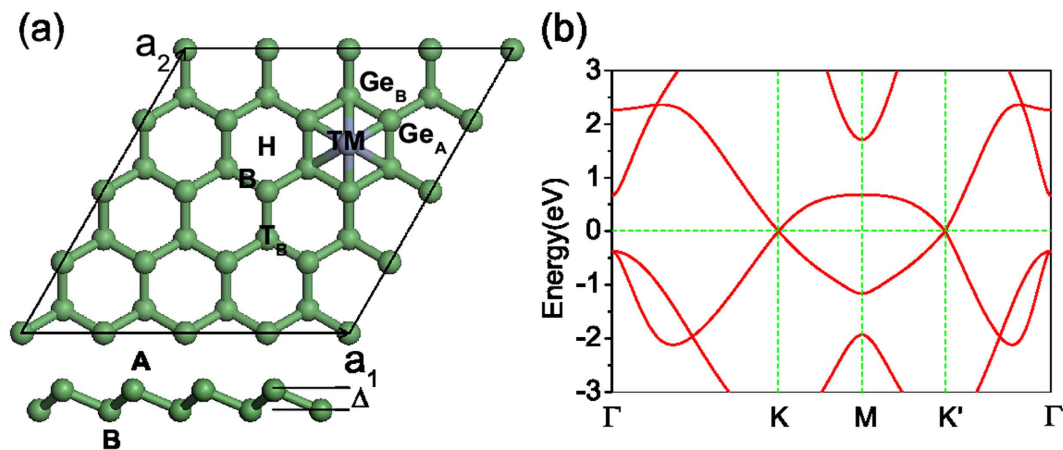 (a)
a2
GeB
H
TM
GeA
B
TB
A
a1
Δ
B
(b)
Energy(eV)
3
2
1
0
-1
-2
-3
Γ K M K' Γ